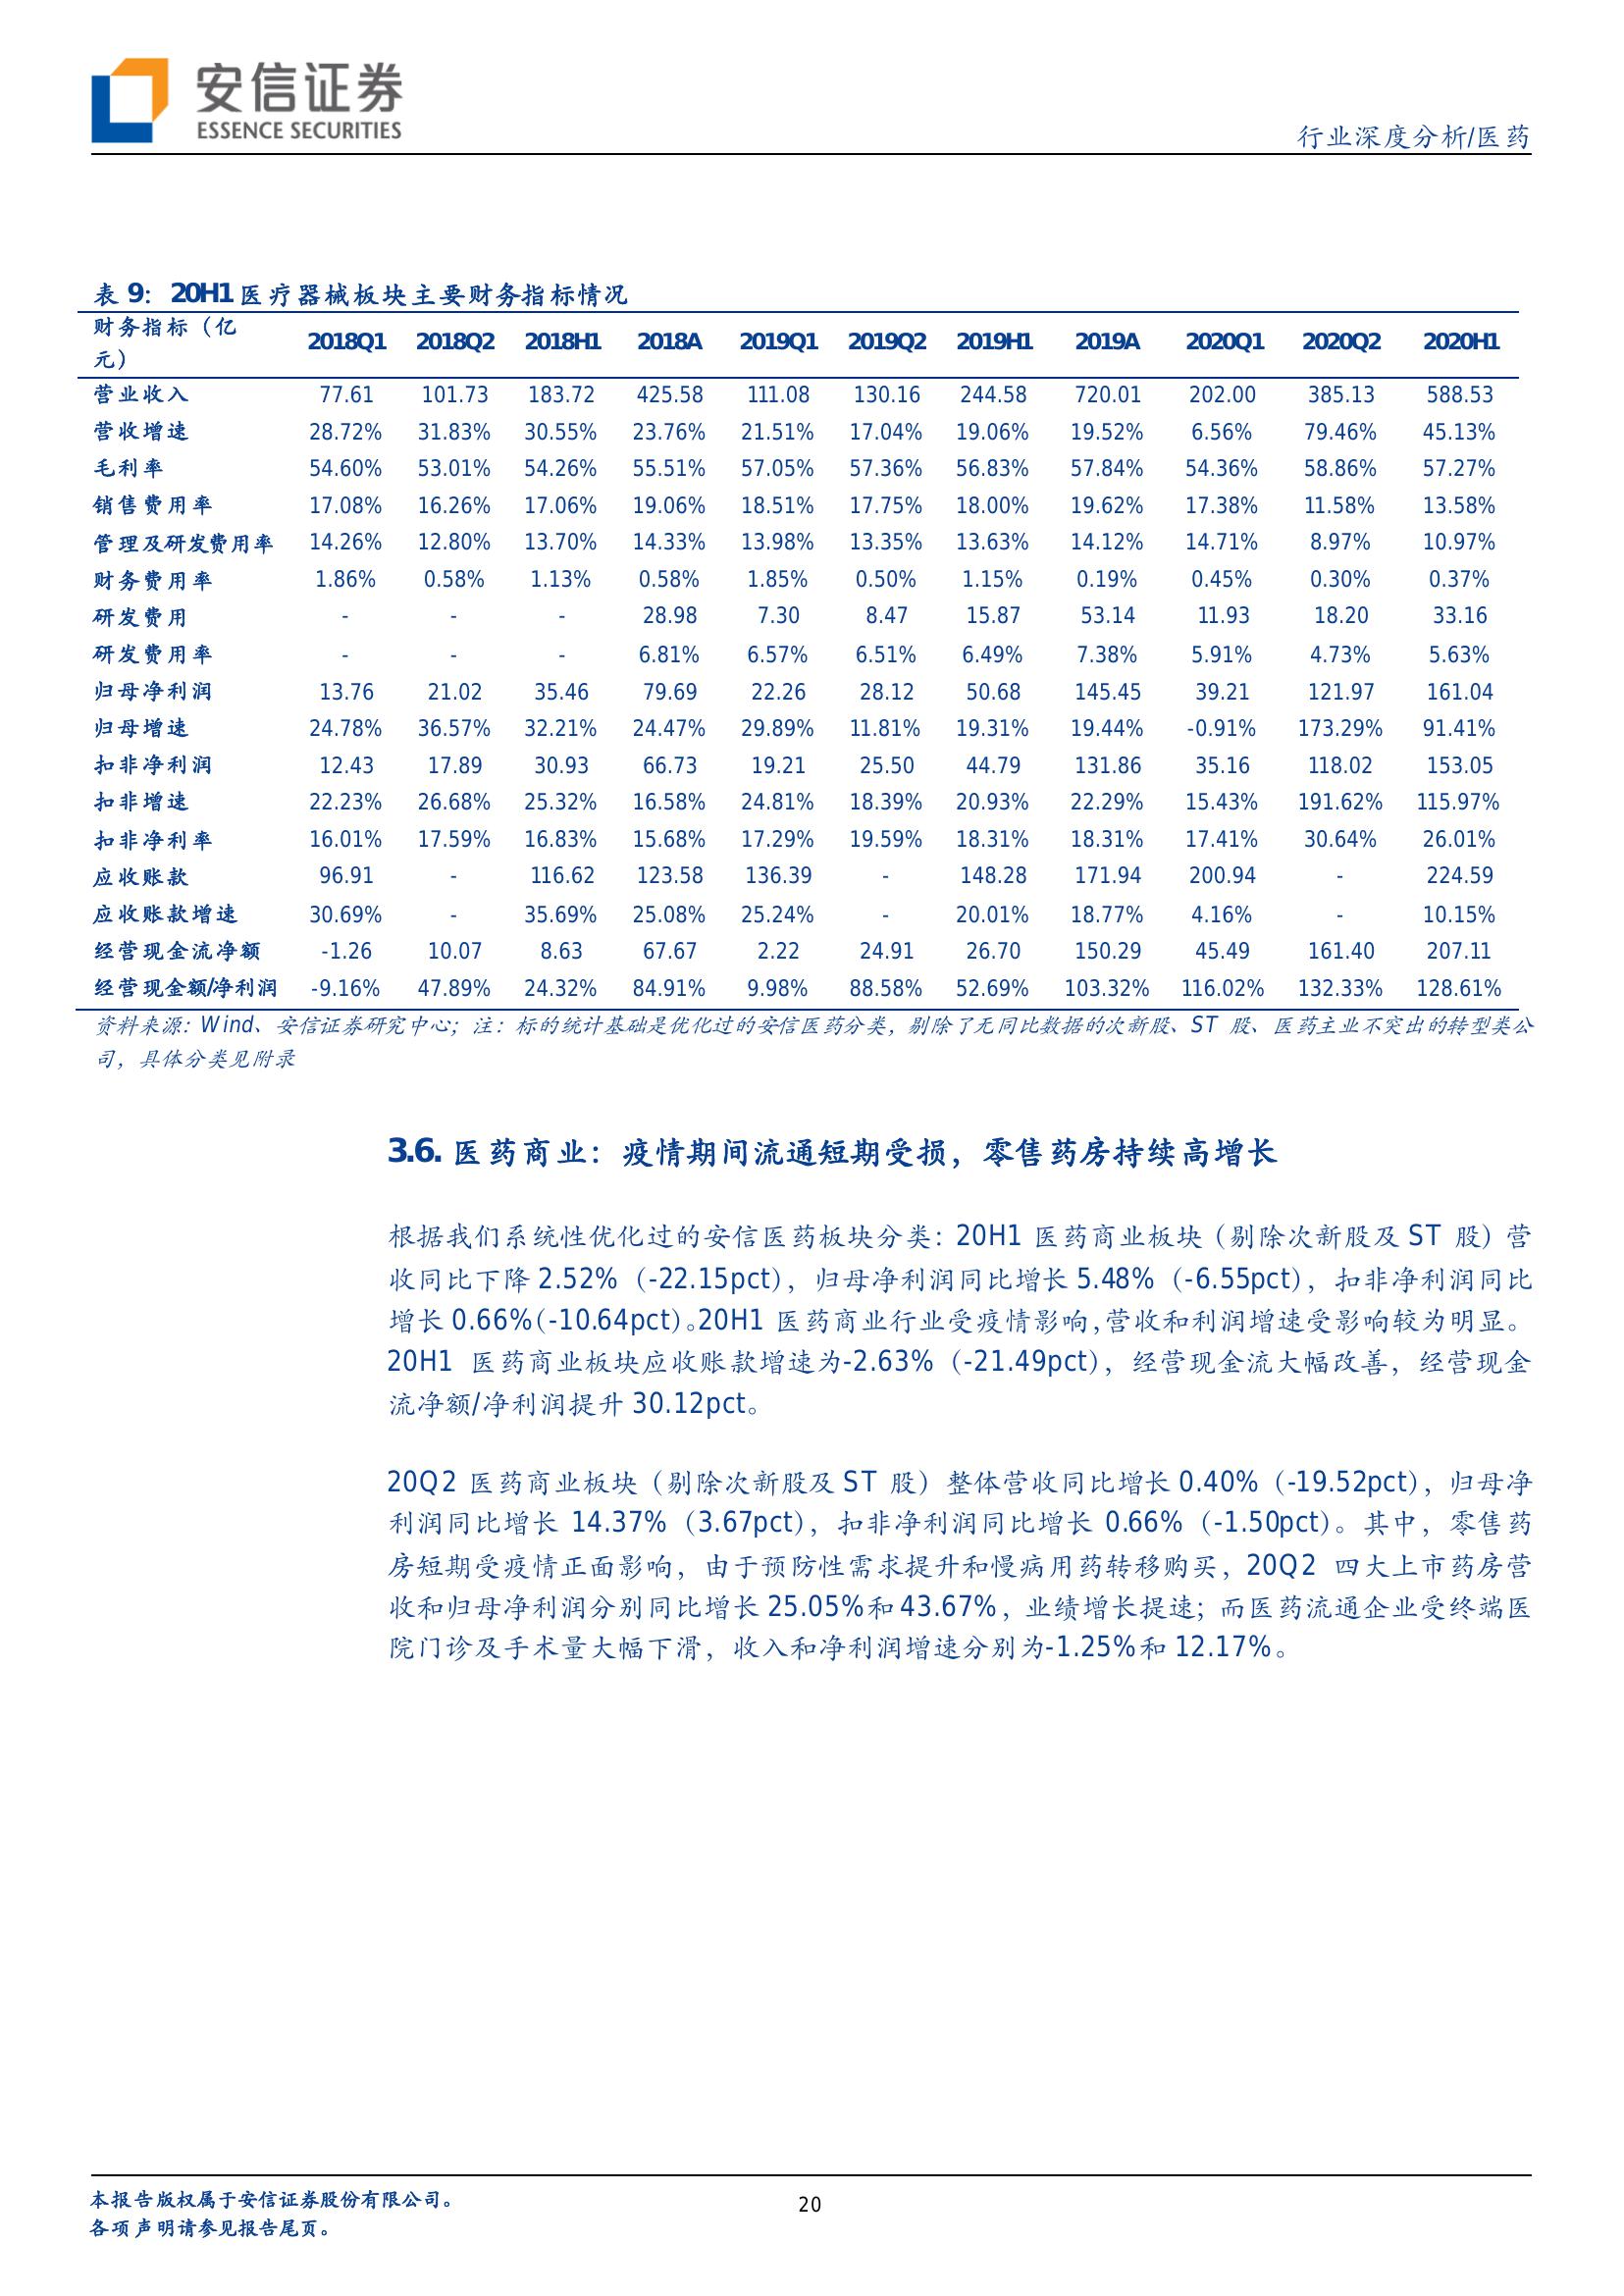 安信证券
ESSENCE SECURITIES
行业深度分析/医药
表 9：20H1 医疗器械板块主要财务指标情况
财务指标（亿元） 2018Q1 2018Q2 2018H1 2018A 2019Q1 2019Q2 2019H1 2019A 2020Q1 2020Q2 2020H1
营业收入 77.61 101.73 183.72 425.58 111.08 130.16 244.58 720.01 202.00 385.13 588.53
营收增速 28.72% 31.83% 30.55% 23.76% 21.51% 17.04% 19.06% 19.52% 6.56% 79.46% 45.13%
毛利率 54.60% 53.01% 54.26% 55.51% 57.05% 57.36% 56.83% 57.84% 54.36% 58.86% 57.27%
销售费用率 17.08% 16.26% 17.06% 19.06% 18.51% 17.75% 18.00% 19.62% 17.38% 11.58% 13.58%
管理及研发费用率 14.26% 12.80% 13.70% 14.33% 13.98% 13.35% 13.63% 14.12% 14.71% 8.97% 10.97%
财务费用率 1.86% 0.58% 1.13% 0.58% 1.85% 0.50% 1.15% 0.19% 0.45% 0.30% 0.37%
研发费用 - - - 28.98 7.30 8.47 15.87 53.14 11.93 18.20 33.16
研发费用率 - - - 6.81% 6.57% 6.51% 6.49% 7.38% 5.91% 4.73% 5.63%
归母净利润 13.76 21.02 35.46 79.69 22.26 28.12 50.68 145.45 39.21 121.97 161.04
归母增速 24.78% 36.57% 32.21% 24.47% 29.89% 11.81% 19.31% 19.44% -0.91% 173.29% 91.41%
扣非净利润 12.43 17.89 30.93 66.73 19.21 25.50 44.79 131.86 35.16 118.02 153.05
扣非增速 22.23% 26.68% 25.32% 16.58% 24.81% 18.39% 20.93% 22.29% 15.43% 191.62% 115.97%
扣非净利率 16.01% 17.59% 16.83% 15.68% 17.29% 19.59% 18.31% 18.31% 17.41% 30.64% 26.01%
应收账款 96.91 - 116.62 123.58 136.39 - 148.28 171.94 200.94 - 224.59
应收账款增速 30.69% - 35.69% 25.08% 25.24% - 20.01% 18.77% 4.16% - 10.15%
经营现金流净额 -1.26 10.07 8.63 67.67 2.22 24.91 26.70 150.29 45.49 161.40 207.11
经营现金额/净利润 -9.16% 47.89% 24.32% 84.91% 9.98% 88.58% 52.69% 103.32% 116.02% 132.33% 128.61%
资料来源：Wind、安信证券研究中心；注：标的统计基础是优化过的安信医药分类，剔除了无同比数据的次新股、ST 股、医药主业不突出的转型类公
司，具体分类见附录
3.6. 医药商业：疫情期间流通短期受损，零售药房持续高增长
根据我们系统性优化过的安信医药板块分类：20H1 医药商业板块（剔除次新股及 ST 股）营
收同比下降 2.52%（-22.15pct），归母净利润同比增长 5.48%（-6.55pct），扣非净利润同比
增长 0.66%(-10.64pct)。20H1 医药商业行业受疫情影响，营收和利润增速受影响较为明显。
20H1 医药商业板块应收账款增速为-2.63%（-21.49pct），经营现金流大幅改善，经营现金
流净额/净利润提升 30.12pct。
20Q2 医药商业板块（剔除次新股及 ST 股）整体营收同比增长 0.40%（-19.52pct），归母净
利润同比增长 14.37%（3.67pct），扣非净利润同比增长 0.66%（-1.50pct）。其中，零售药
房短期受疫情正面影响，由于预防性需求提升和慢病用药转移购买，20Q2 四大上市药房营
收和归母净利润分别同比增长 25.05%和 43.67%，业绩增长提速；而医药流通企业受终端医
院门诊及手术量大幅下滑，收入和净利润增速分别为-1.25%和 12.17%。
本报告版权属于安信证券股份有限公司。
各项声明请参见报告尾页。
20